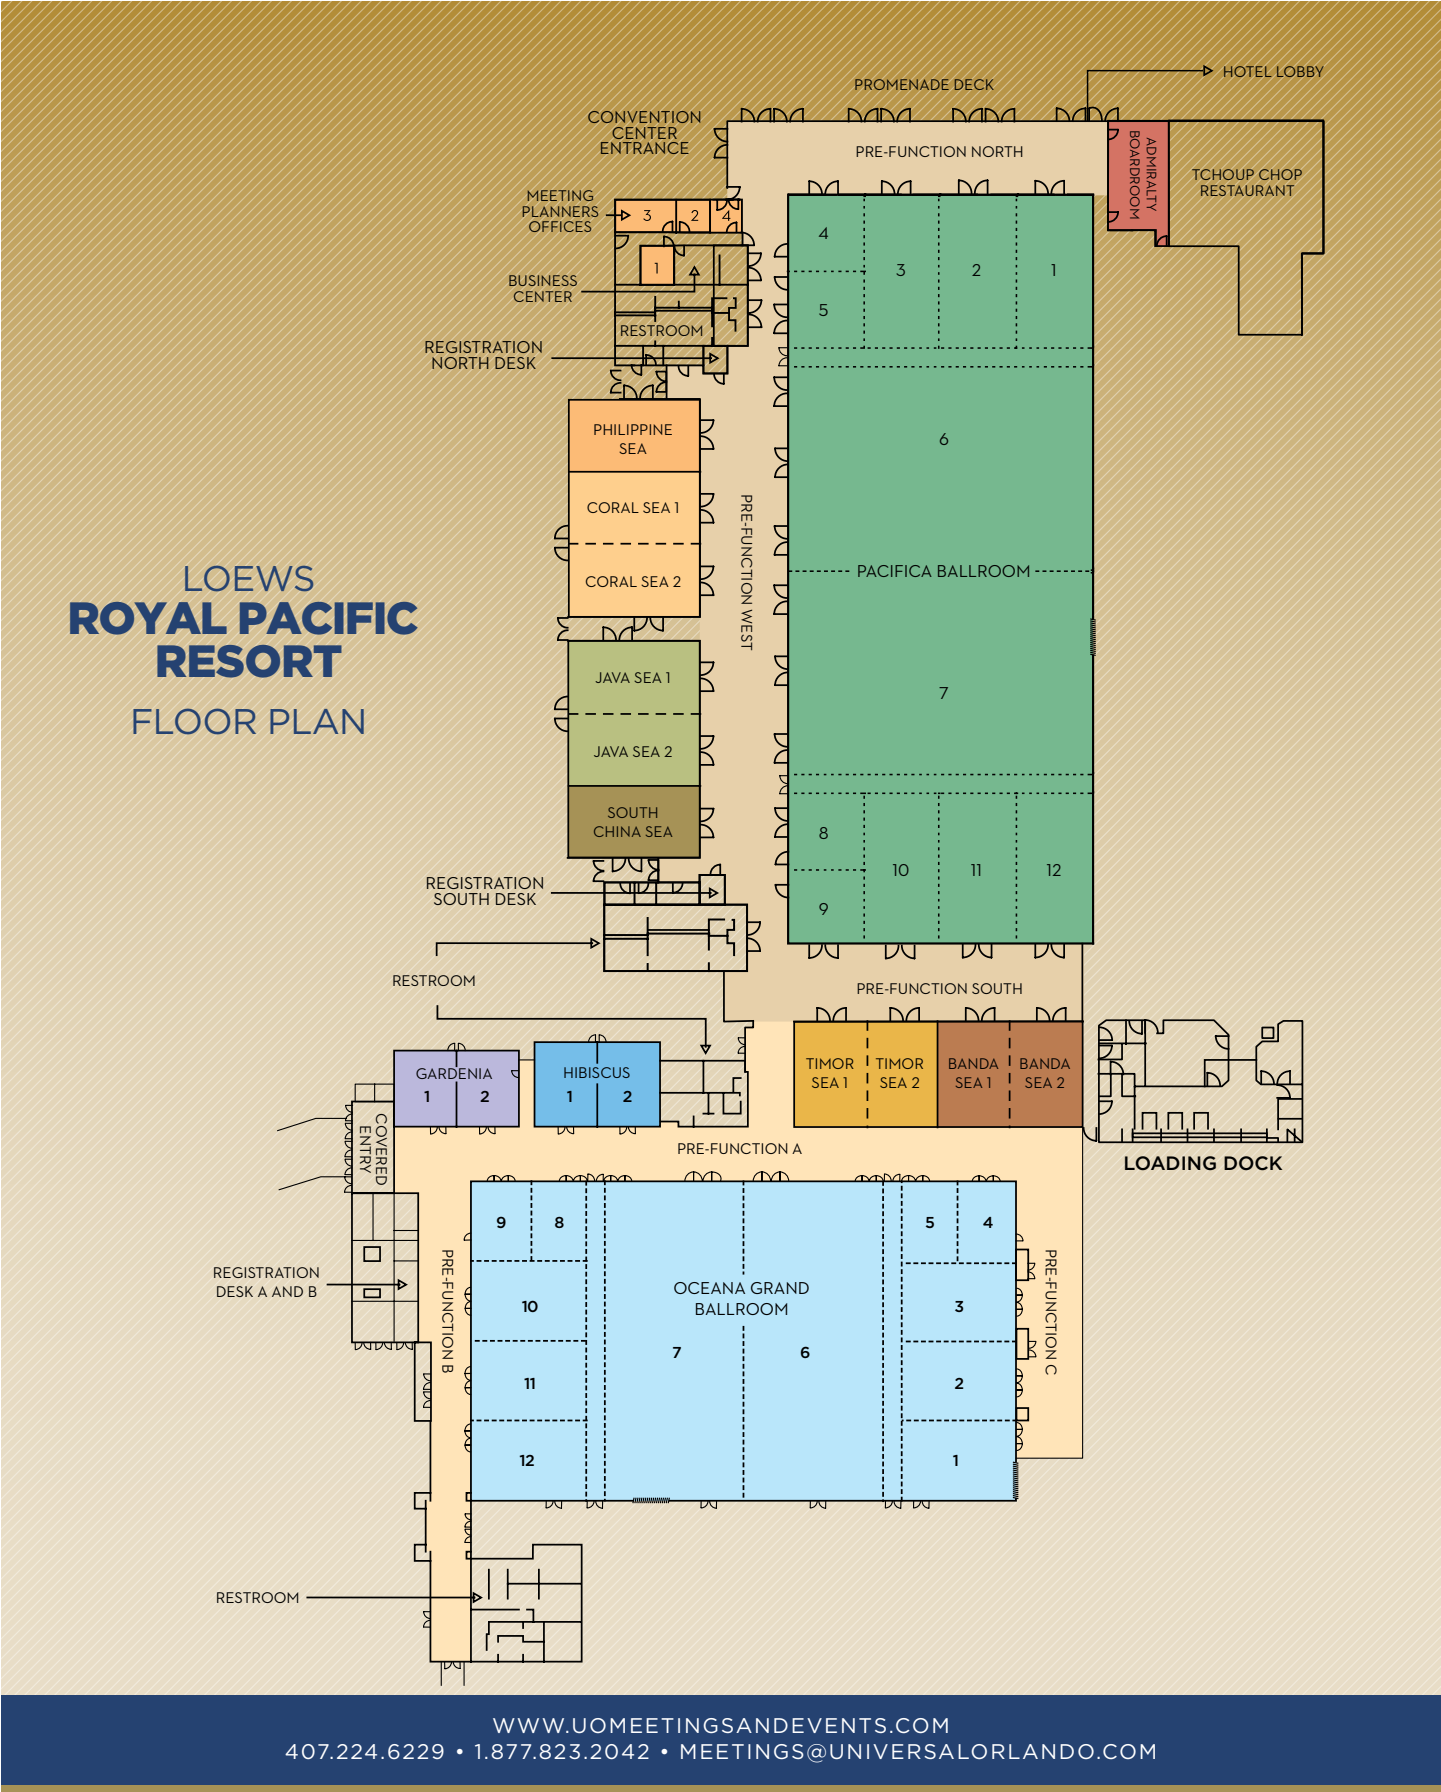 HOTEL LOBBY
PROMENADE DECK
CONVENTION
CENTER
ENTRANCE
PRE-FUNCTION NORTH
ADMIRALTY
BOARDROOM
TCHOUP CHOP
RESTAURANT
MEETING
PLANNERS
OFFICES
3
2
4
1
BUSINESS
CENTER
RESTROOM
REGISTRATION
NORTH DESK
4
3
2
1
5
6
PACIFICA BALLROOM
7
8
10
11
12
9
PHILIPPINE
SEA
CORAL SEA 1
CORAL SEA 2
PRE-FUNCTION WEST
JAVA SEA 1
JAVA SEA 2
SOUTH
CHINA SEA
LOEWS
ROYAL PACIFIC
RESORT
FLOOR PLAN
REGISTRATION
SOUTH DESK
RESTROOM
PRE-FUNCTION SOUTH
GARDENIA
1
2
HIBISCUS
1
2
TIMOR
SEA 1
TIMOR
SEA 2
BANDA
SEA 1
BANDA
SEA 2
COVERED
ENTRY
PRE-FUNCTION A
LOADING DOCK
9
8
5
4
OCEANA GRAND
BALLROOM
10
3
7
6
11
2
12
1
PRE-FUNCTION B
PRE-FUNCTION C
REGISTRATION
DESK A AND B
RESTROOM
WWW.UOMEETINGSANDEVENTS.COM
407.224.6229 • 1.877.823.2042 • MEETINGS@UNIVERSALORLANDO.COM